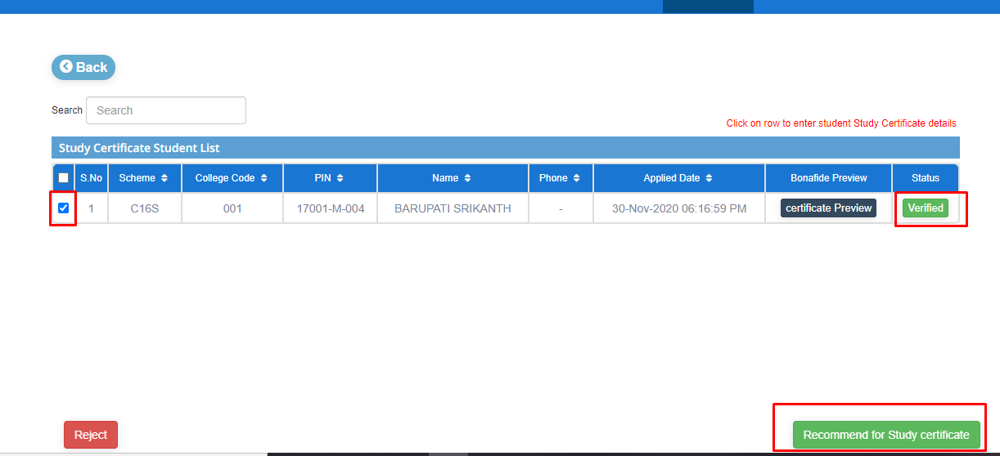 Back
Search Search
Click on row to enter student Study Certificate details
Study Certificate Student List
S.No Scheme College Code PIN Name Phone Applied Date Bonafide Preview Status
1 C16S 001 17001-M-004 BARUPATI SRIKANTH - 30-Nov-2020 06:16:59 PM certificate Preview Verified
Reject Recommend for Study certificate